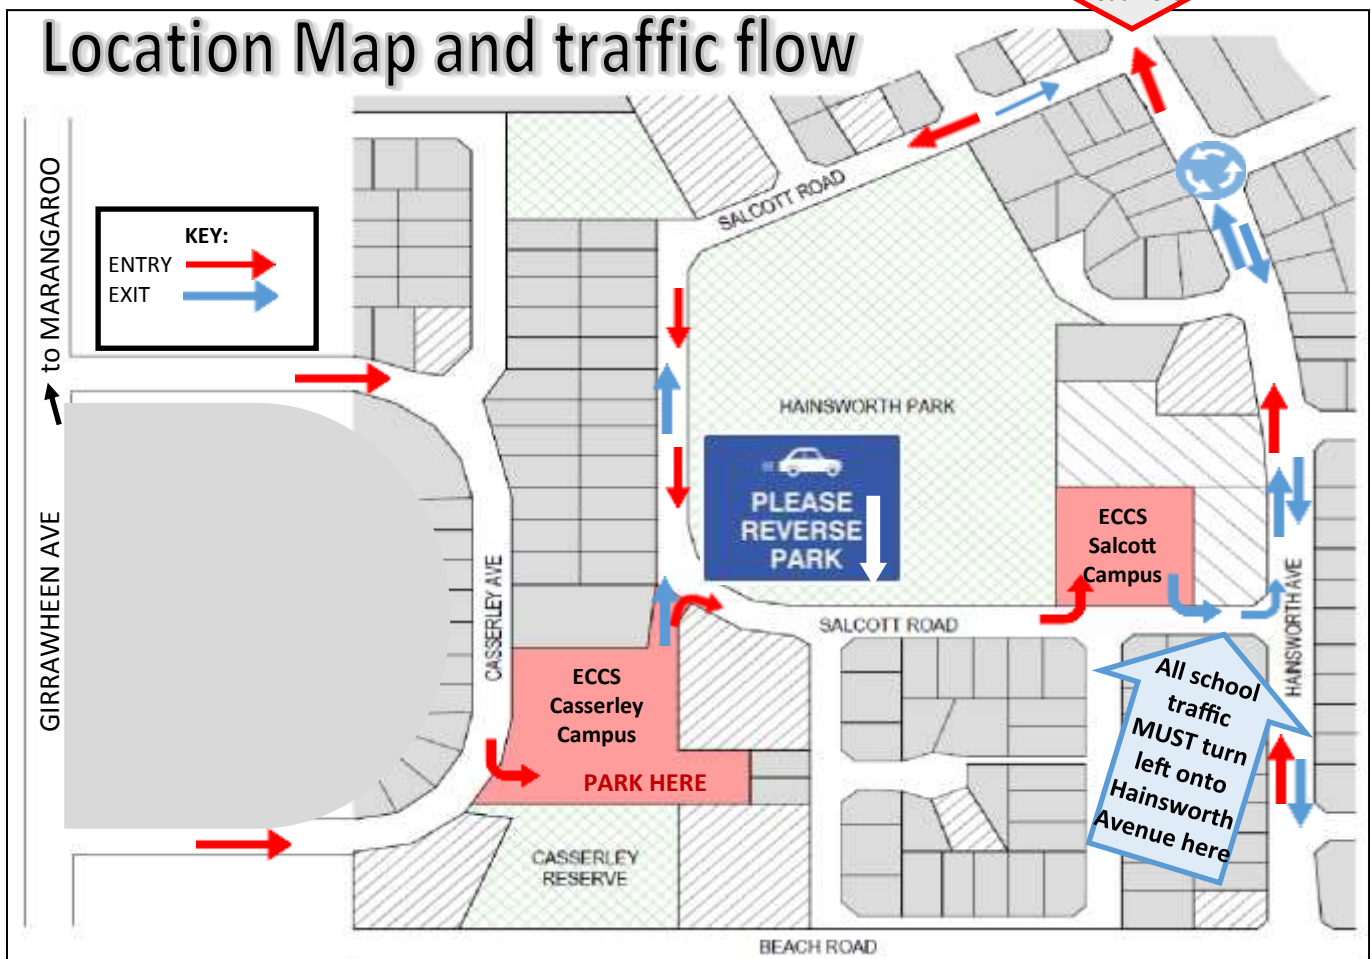 Location Map and traffic flow
to MARANGAROO
GIRRAWHEEN AVE
KEY:
ENTRY
EXIT
SALCOTT ROAD
HAINSWORTH PARK
PLEASE
REVERSE
PARK
ECCS
Salcott
Campus
CASSERLEY AVE
SALCOTT ROAD
HAINSWORTH AVE
ECCS
Casserley
Campus
PARK HERE
All school
traffic
MUST turn
left onto
Hainsworth
Avenue here
CASSERLEY
RESERVE
BEACH ROAD